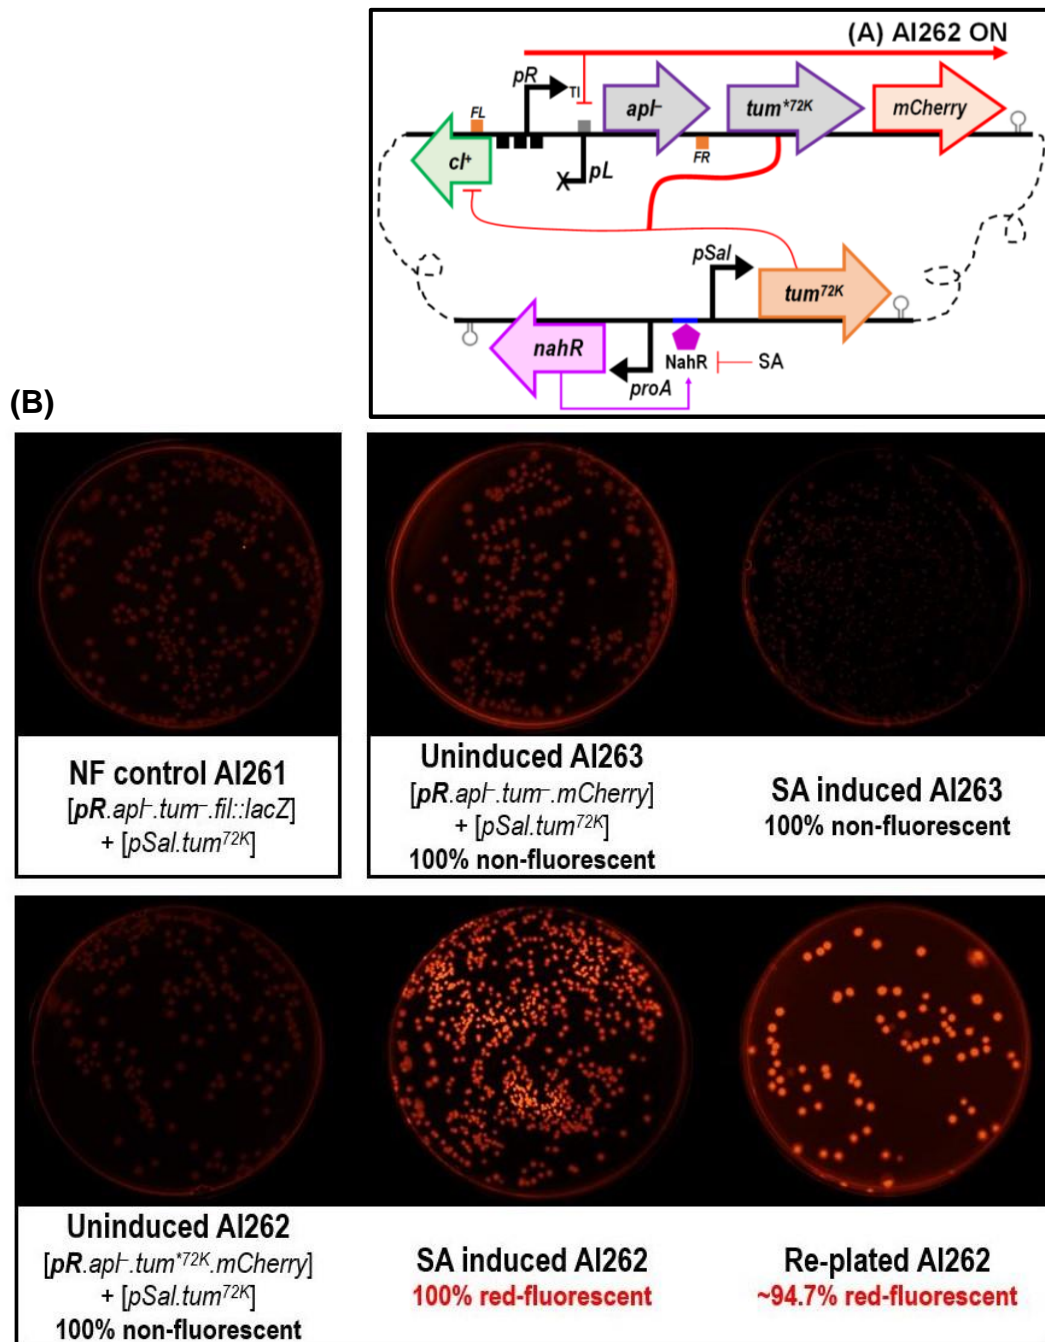 (A) AI262 ON
pR
TI
FL
apl⁻
tum*⁷²ᴷ
mCherry
cI⁺
pL
FR
pSal
tum⁷²ᴷ
nahR
NahR
SA
proA
(B)
NF control AI261
[pR.apl⁻.tum⁻.fil::lacZ]
+ [pSal.tum⁷²ᴷ]
Uninduced AI263
[pR.apl⁻.tum⁻.mCherry]
+ [pSal.tum⁷²ᴷ]
100% non-fluorescent
SA induced AI263
100% non-fluorescent
Uninduced AI262
[pR.apl⁻.tum*⁷²ᴷ.mCherry]
+ [pSal.tum⁷²ᴷ]
100% non-fluorescent
SA induced AI262
100% red-fluorescent
Re-plated AI262
~94.7% red-fluorescent